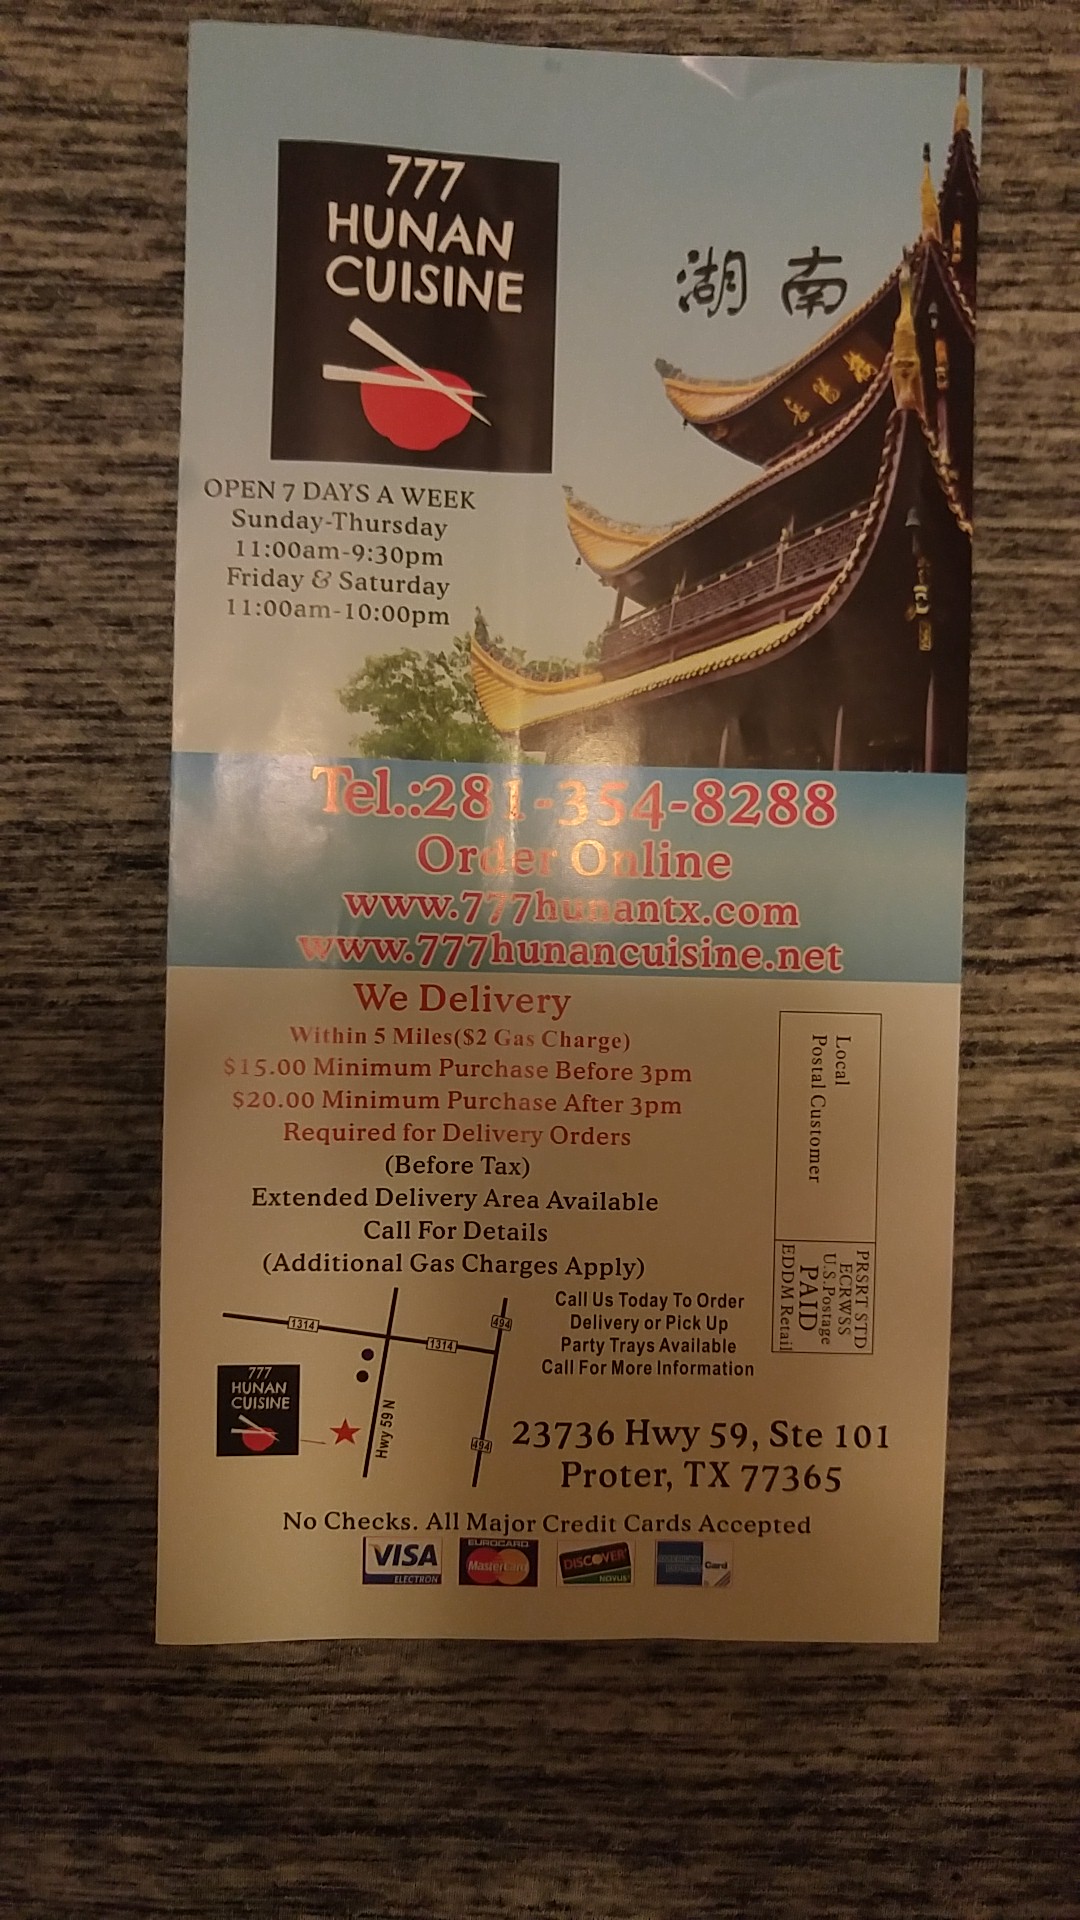 777
HUNAN
CUISINE
湖南
OPEN 7 DAYS A WEEK
Sunday-Thursday
11:00am-9:30pm
Friday & Saturday
11:00am-10:00pm
Tel.:281-354-8288
Order Online
www.777hunantx.com
www.777hunancuisine.net
We Delivery
Within 5 Miles($2 Gas Charge)
$15.00 Minimum Purchase Before 3pm
$20.00 Minimum Purchase After 3pm
Required for Delivery Orders
(Before Tax)
Extended Delivery Area Available
Call For Details
(Additional Gas Charges Apply)
Local
Postal Customer
PRSRT STD
ECRWSS
U.S.Postage
PAID
EDDM Retail
1314
1314
494
494
Hwy 59 N
777
HUNAN
CUISINE
Call Us Today To Order
Delivery or Pick Up
Party Trays Available
Call For More Information
23736 Hwy 59, Ste 101
Proter, TX 77365
No Checks. All Major Credit Cards Accepted
VISA
ELECTRON
EUROCARD
MasterCard
DISCOVER
NOVUS
Card